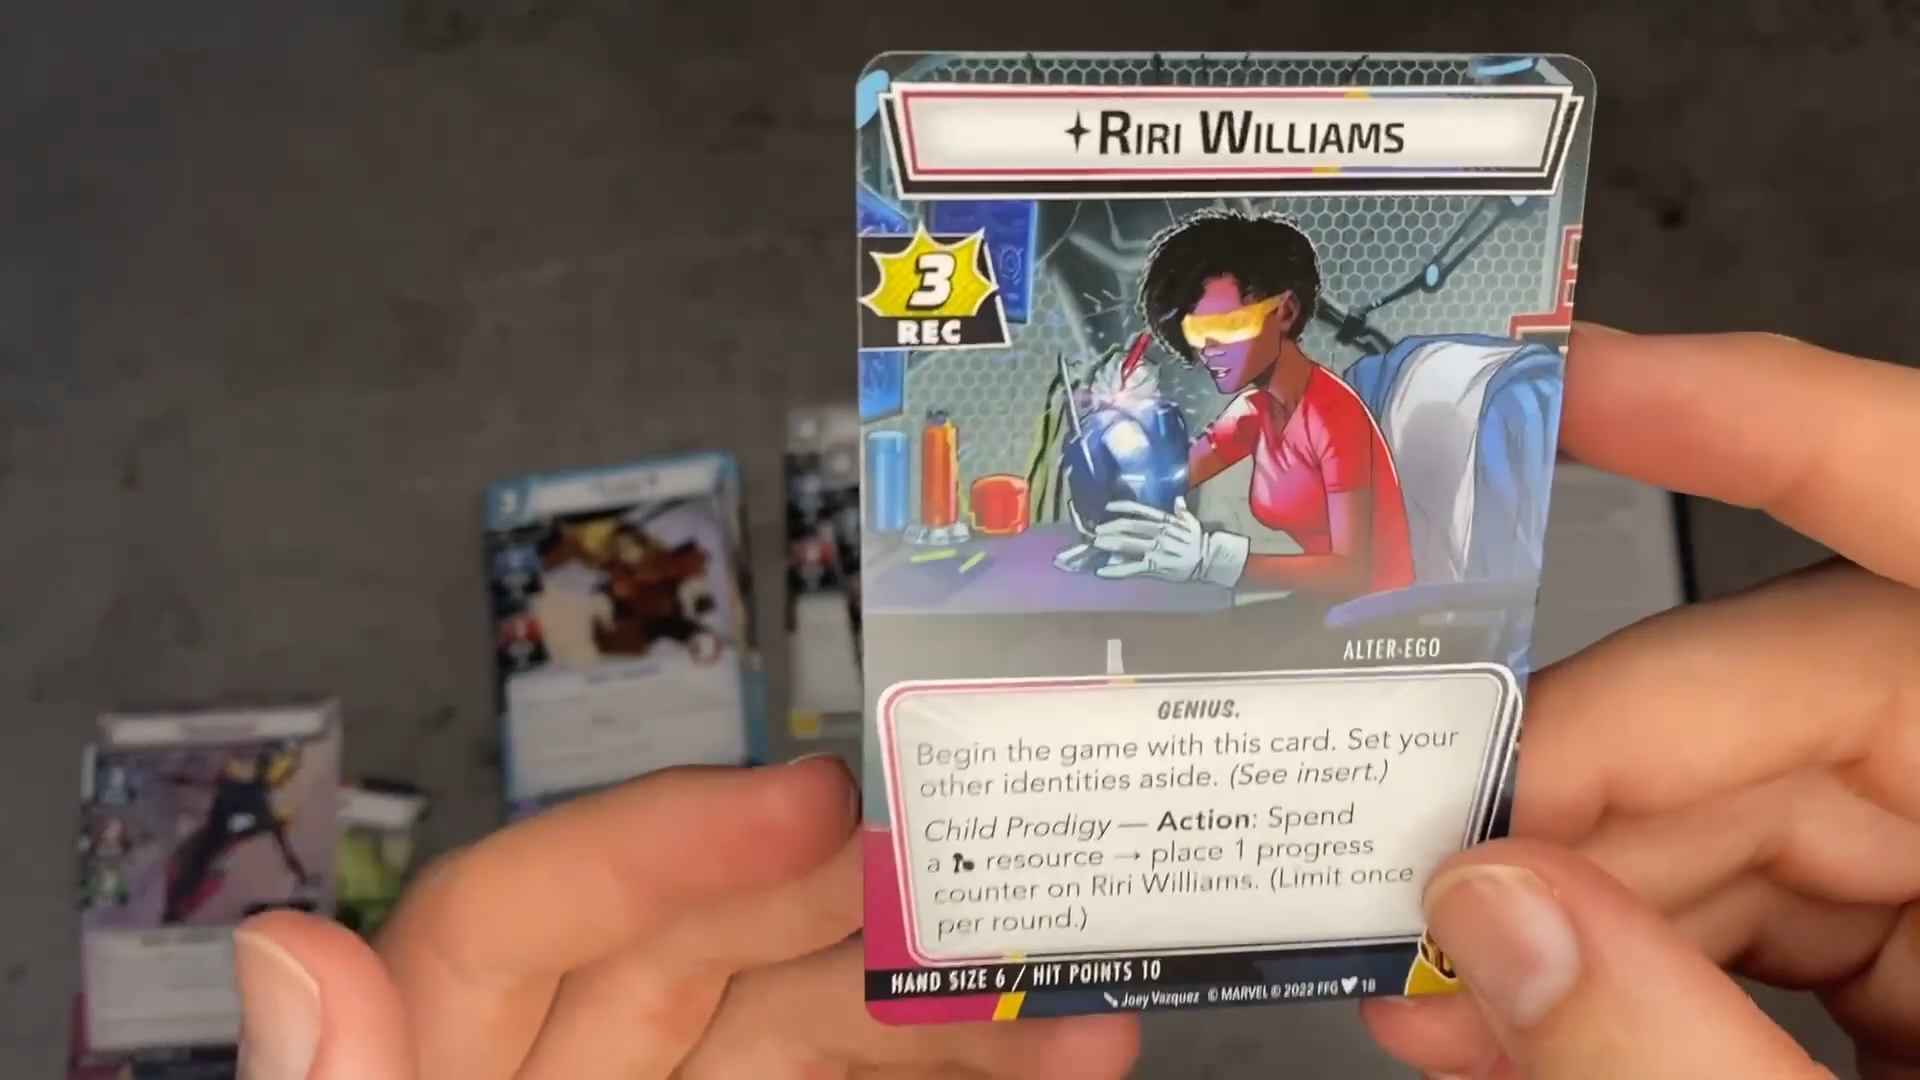 RIRI WILLIAMS
3
REC
ALTER-EGO
GENIUS.
Begin the game with this card. Set your
other identities aside. (See insert.)
Child Prodigy — Action: Spend
a resource → place 1 progress
counter on Riri Williams. (Limit once
per round.)
HAND SIZE 6 / HIT POINTS 10
Joey Vazquez © MARVEL © 2022 FFG 18
3